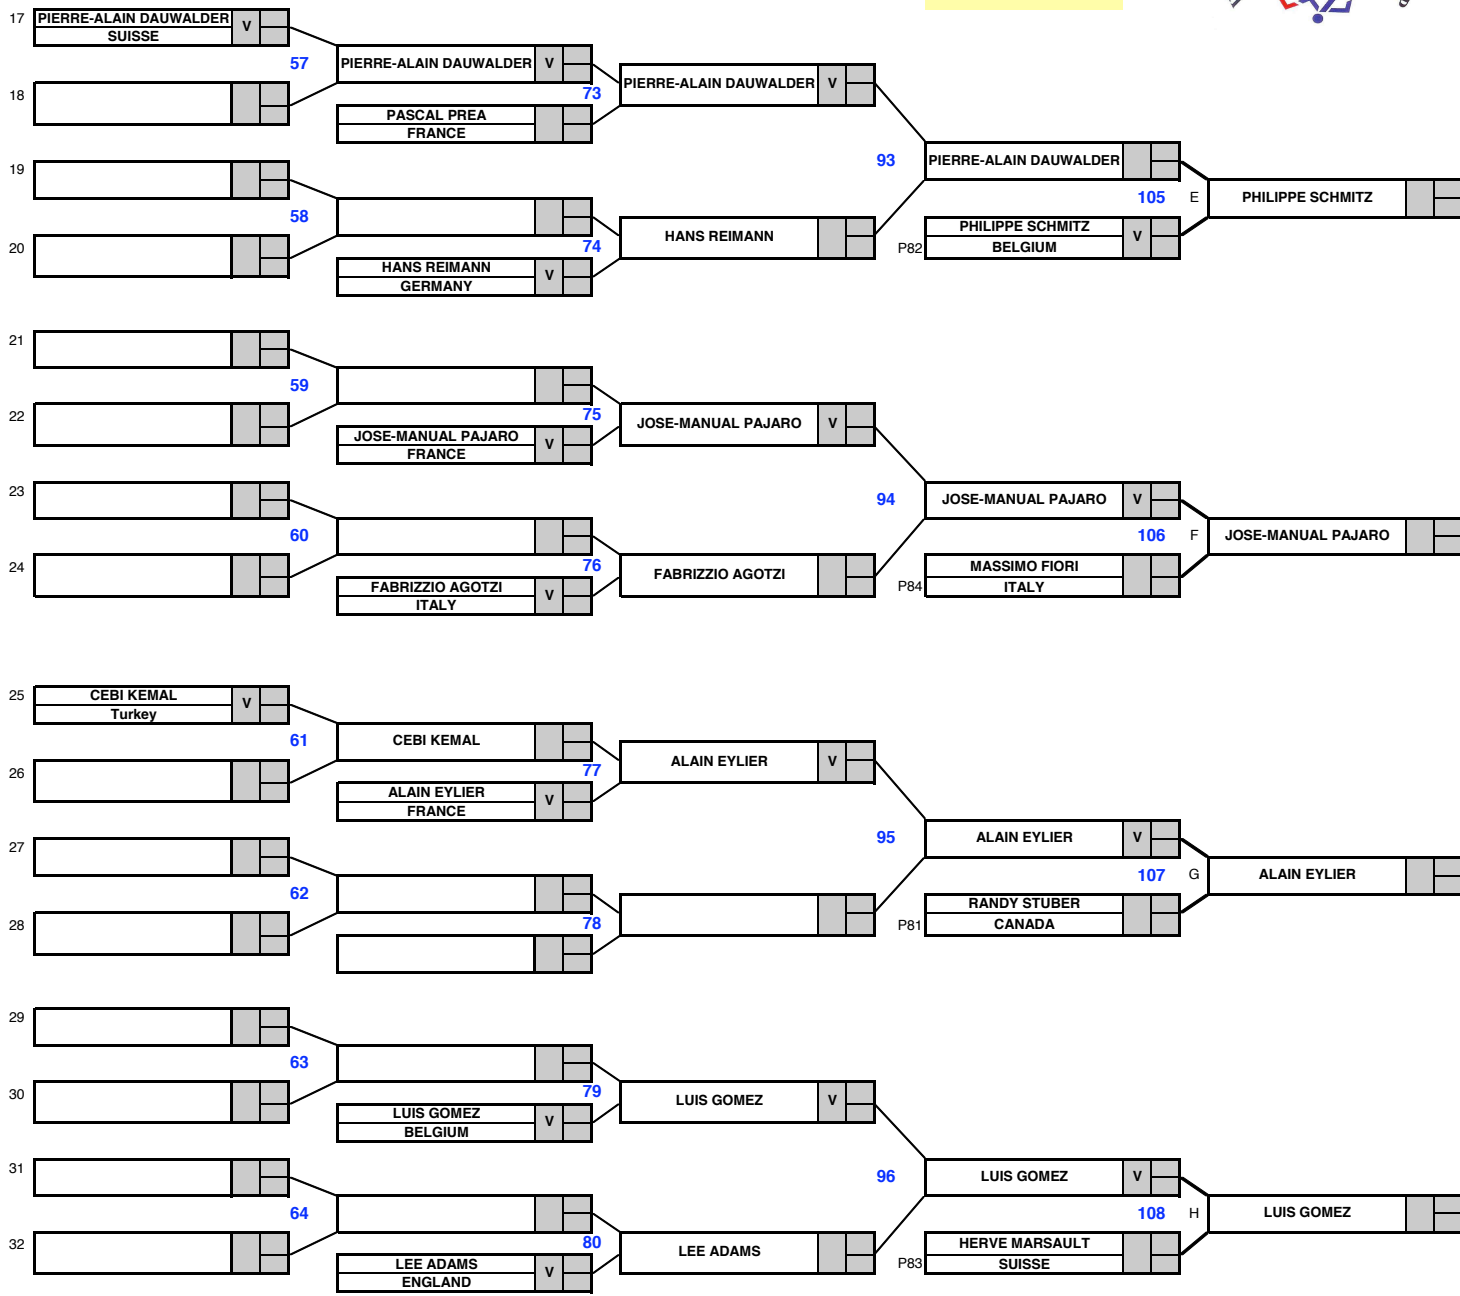 17
PIERRE-ALAIN DAUWALDER V
SUISSE
57
PIERRE-ALAIN DAUWALDER V
PIERRE-ALAIN DAUWALDER V
18
73
PASCAL PREA
FRANCE
93
PIERRE-ALAIN DAUWALDER
19
105 E
PHILIPPE SCHMITZ
58
HANS REIMANN
P82
PHILIPPE SCHMITZ V
BELGIUM
20
74
HANS REIMANN V
GERMANY
21
59
22
75
JOSE-MANUAL PAJARO V
JOSE-MANUAL PAJARO V
FRANCE
23
94
JOSE-MANUAL PAJARO V
60
106 F
JOSE-MANUAL PAJARO
24
76
FABRIZZIO AGOTZI
P84
MASSIMO FIORI
ITALY
FABRIZZIO AGOTZI V
ITALY
25
CEBI KEMAL V
Turkey
61
CEBI KEMAL
ALAIN EYLIER V
26
77
ALAIN EYLIER V
FRANCE
27
95
ALAIN EYLIER V
62
107 G
ALAIN EYLIER
28
78
P81
RANDY STUBER
CANADA
29
63
30
79
LUIS GOMEZ V
LUIS GOMEZ V
BELGIUM
31
96
LUIS GOMEZ V
64
108 H
LUIS GOMEZ
32
80
LEE ADAMS
P83
HERVE MARSAULT
SUISSE
LEE ADAMS V
ENGLAND